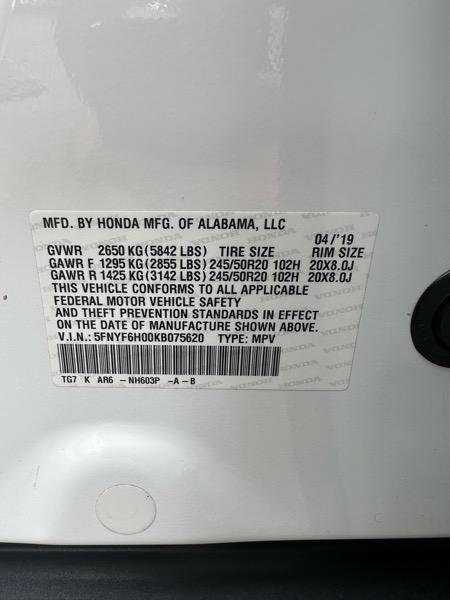 MFD. BY HONDA MFG. OF ALABAMA, LLC
04/'19
GVWR 2650 KG(5842 LBS) TIRE SIZE RIM SIZE
GAWR F 1295 KG(2855 LBS)245/50R20 102H 20X8.0J
GAWR R 1425 KG(3142 LBS)245/50R20 102H 20X8.0J
THIS VEHICLE CONFORMS TO ALL APPLICABLE
FEDERAL MOTOR VEHICLE SAFETY
AND THEFT PREVENTION STANDARDS IN EFFECT
ON THE DATE OF MANUFACTURE SHOWN ABOVE.
V.I.N.: 5FNYF6H00KB075620 TYPE: MPV
TG7 K AR6 -NH603P -A-B